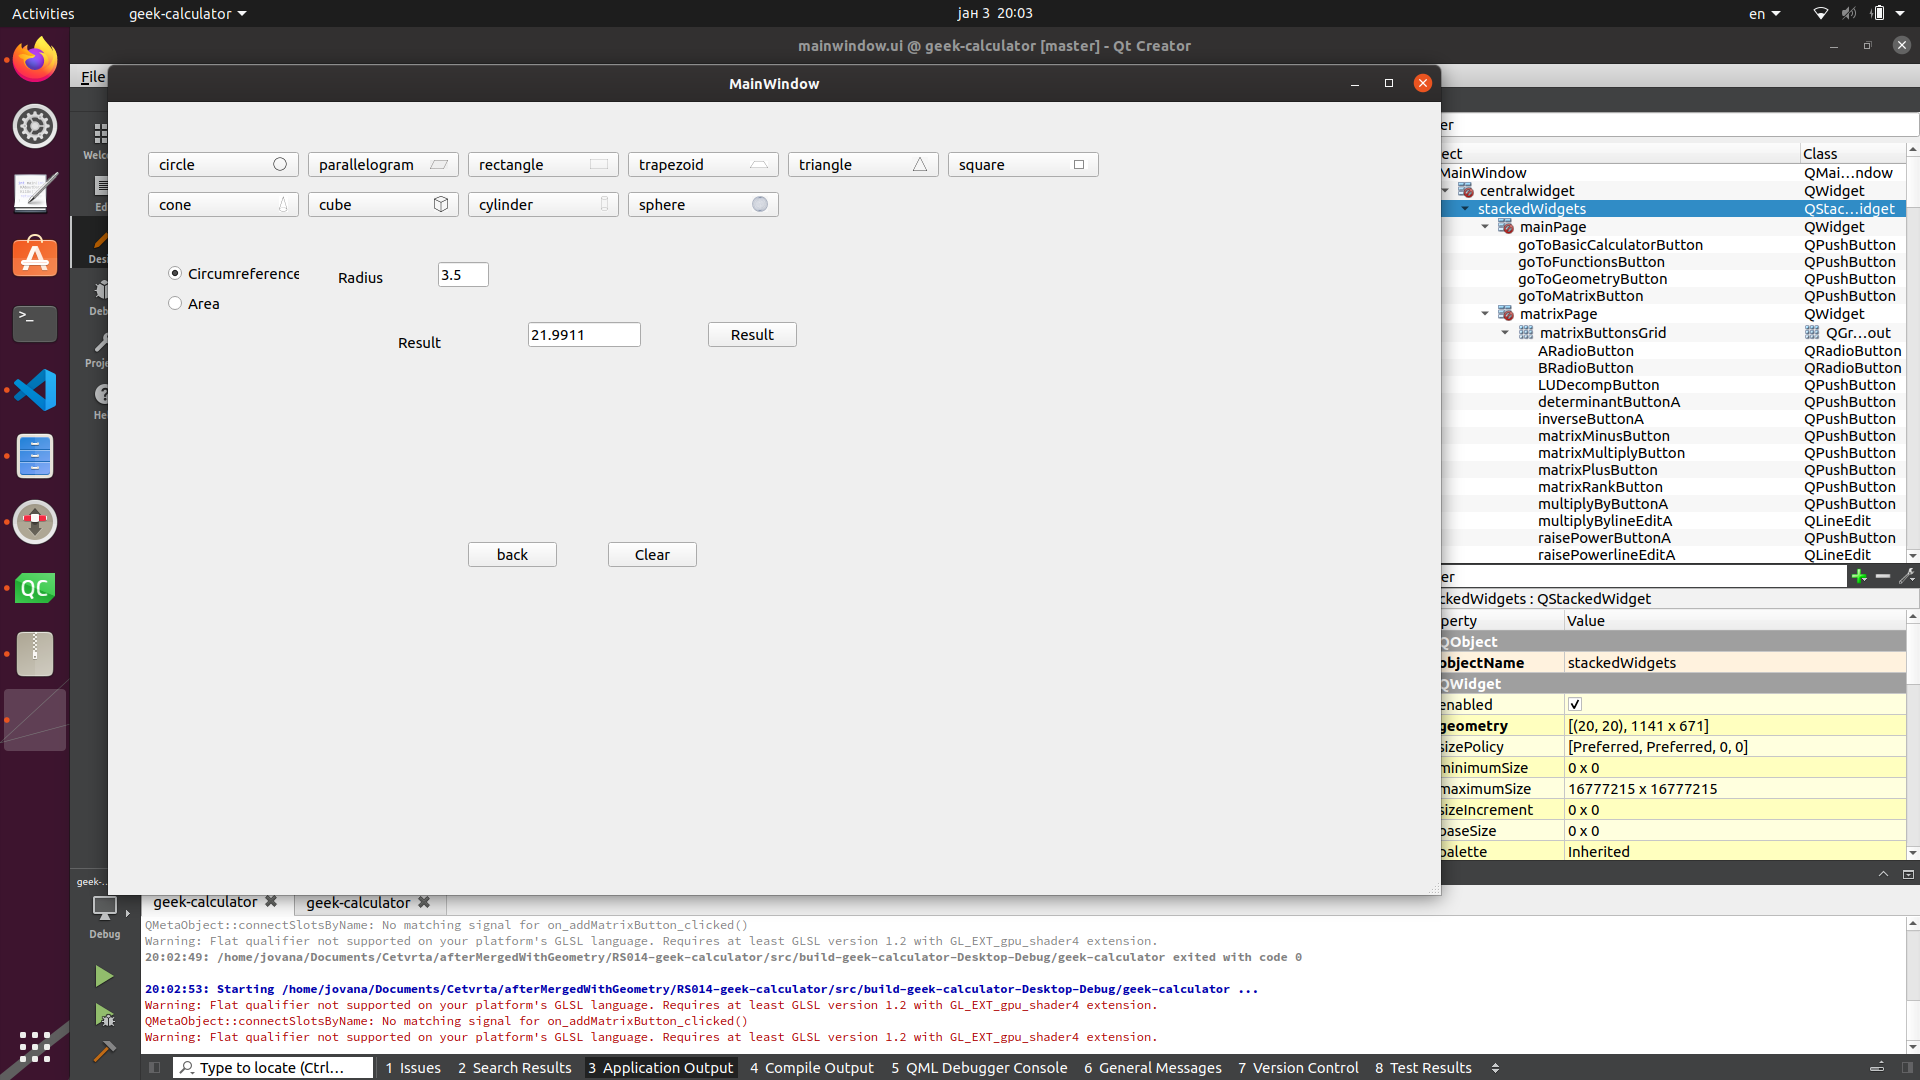 Activities geek-calculator јан 3 20:03 en
mainwindow.ui @ geek-calculator [master] - Qt Creator
File
MainWindow
circle parallelogram rectangle trapezoid triangle square
cone cube cylinder sphere
Circumreference Radius 3.5
Area
Result 21.9911 Result
back Clear
Welc
Ed
Desi
Deb
Proje
Hel
geek-...
Debug
er
ect Class
MainWindow QMai...ndow
centralwidget QWidget
stackedWidgets QStac...idget
mainPage QWidget
goToBasicCalculatorButton QPushButton
goToFunctionsButton QPushButton
goToGeometryButton QPushButton
goToMatrixButton QPushButton
matrixPage QWidget
matrixButtonsGrid QGr...out
ARadioButton QRadioButton
BRadioButton QRadioButton
LUDecompButton QPushButton
determinantButtonA QPushButton
inverseButtonA QPushButton
matrixMinusButton QPushButton
matrixMultiplyButton QPushButton
matrixPlusButton QPushButton
matrixRankButton QPushButton
multiplyByButtonA QPushButton
multiplyBylineEditA QLineEdit
raisePowerButtonA QPushButton
raisePowerlineEditA QLineEdit
er
ckedWidgets : QStackedWidget
perty Value
QObject
objectName stackedWidgets
QWidget
enabled
geometry [(20, 20), 1141 x 671]
sizePolicy [Preferred, Preferred, 0, 0]
minimumSize 0 x 0
maximumSize 16777215 x 16777215
sizeIncrement 0 x 0
baseSize 0 x 0
palette Inherited
geek-calculator geek-calculator
QMetaObject::connectSlotsByName: No matching signal for on_addMatrixButton_clicked()
Warning: Flat qualifier not supported on your platform's GLSL language. Requires at least GLSL version 1.2 with GL_EXT_gpu_shader4 extension.
20:02:49: /home/jovana/Documents/Cetvrta/afterMergedWithGeometry/RS014-geek-calculator/src/build-geek-calculator-Desktop-Debug/geek-calculator exited with code 0
20:02:53: Starting /home/jovana/Documents/Cetvrta/afterMergedWithGeometry/RS014-geek-calculator/src/build-geek-calculator-Desktop-Debug/geek-calculator ...
Warning: Flat qualifier not supported on your platform's GLSL language. Requires at least GLSL version 1.2 with GL_EXT_gpu_shader4 extension.
QMetaObject::connectSlotsByName: No matching signal for on_addMatrixButton_clicked()
Warning: Flat qualifier not supported on your platform's GLSL language. Requires at least GLSL version 1.2 with GL_EXT_gpu_shader4 extension.
Type to locate (Ctrl... 1 Issues 2 Search Results 3 Application Output 4 Compile Output 5 QML Debugger Console 6 General Messages 7 Version Control 8 Test Results